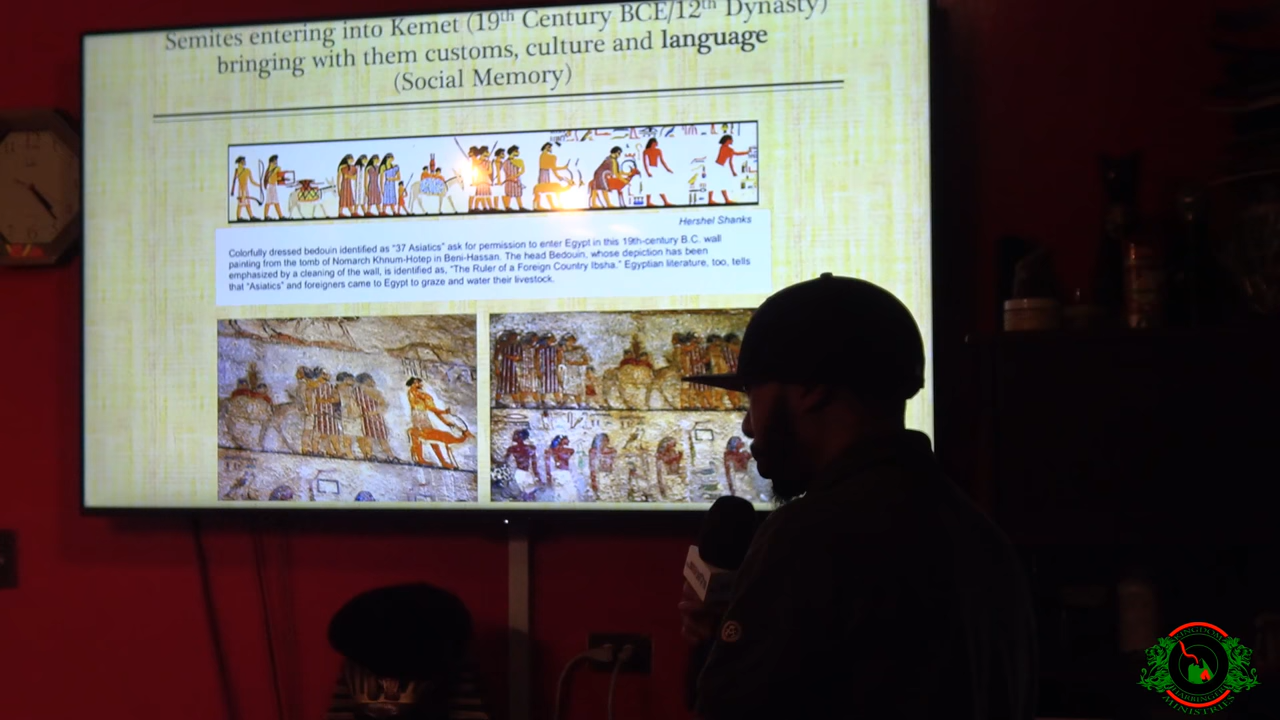 Semites entering into Kemet (19th Century BCE/12th Dynasty)
bringing with them customs, culture and language
(Social Memory)
Hershel Shanks
Colorfully dressed bedouin identified as "37 Asiatics" ask for permission to enter Egypt in this 19th-century B.C. wall
painting from the tomb of Nomarch Khnum-Hotep in Beni-Hassan. The head Bedouin, whose depiction has been
emphasized by a cleaning of the wall, is identified as, "The Ruler of a Foreign Country Ibsha." Egyptian literature, too, tells
that "Asiatics" and foreigners came to Egypt to graze and water their livestock.
KINGDOM
HARBINGER
MINISTRIES